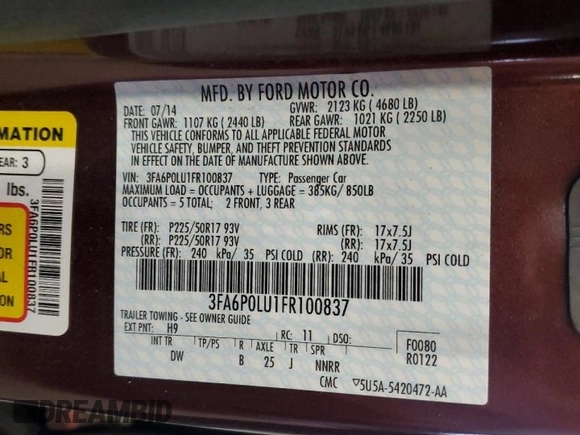 MFD. BY FORD MOTOR CO.
DATE: 07/14 GVWR: 2123 KG ( 4680 LB)
FRONT GAWR: 1107 KG ( 2440 LB) REAR GAWR: 1021 KG ( 2250 LB)
THIS VEHICLE CONFORMS TO ALL APPLICABLE FEDERAL MOTOR
VEHICLE SAFETY, BUMPER, AND THEFT PREVENTION STANDARDS
IN EFFECT ON THE DATE OF MANUFACTURE SHOWN ABOVE.
VIN: 3FA6P0LU1FR100837 TYPE: Passenger Car
MAXIMUM LOAD = OCCUPANTS + LUGGAGE = 385KG/ 850LB
OCCUPANTS = 5 TOTAL; 2 FRONT, 3 REAR
TIRE (FR): P225/50R17 93V RIMS (FR): 17x7.5J
(RR): P225/50R17 93V (RR): 17x7.5J
PRESSURE (FR): 240 kPa/ 35 PSI COLD (RR): 240 kPa/ 35 PSI COLD
3FA6P0LU1FR100837
TRAILER TOWING - SEE OWNER GUIDE
EXT PNT: H9 RC: 11 DSO: F0080
R0122
INT TR TP/PS R AXLE TR SPR
DW B 25 J NNRR
CMC ▽5U5A-5420472-AA
MATION
EAR: 3
lbs.
3FA6P0LU1FR100837
RS
OR
AL
ION
DREAMBID